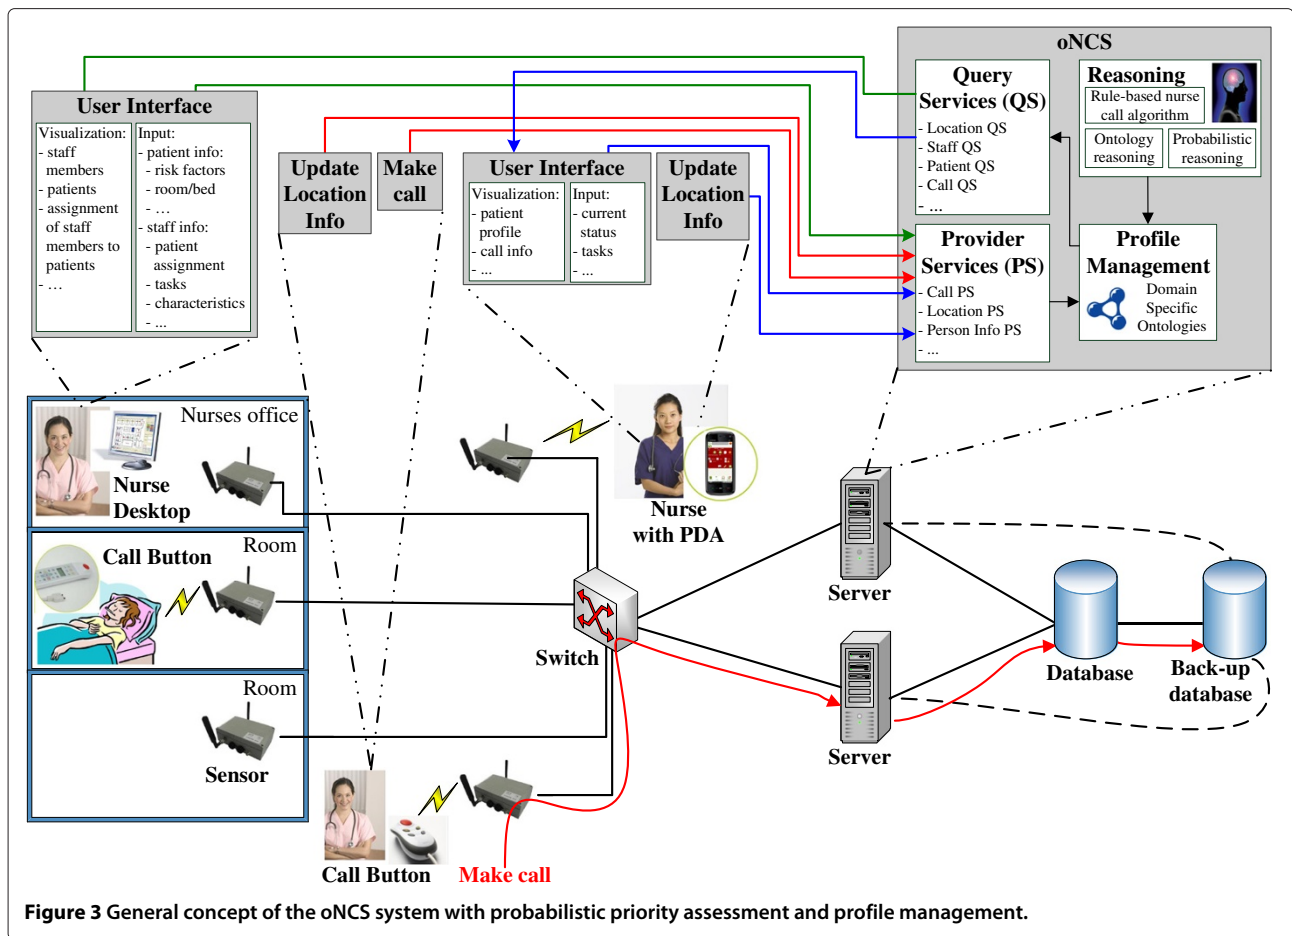 oNCS
User Interface
Visualization:
- staff
members
- patients
- assignment
of staff
members to
patients
- ...
Input:
- patient info:
- risk factors
- room/bed
- ...
- staff info:
- patient
assignment
- tasks
- characteristics
- ...
Update
Location
Info
Make
call
User Interface
Visualization:
- patient
profile
- call info
- ...
Input:
- current
status
- tasks
- ...
Update
Location
Info
Query
Services (QS)
- Location QS
- Staff QS
- Patient QS
- Call QS
- ...
Reasoning
Rule-based nurse
call algorithm
Ontology
reasoning
Probabilistic
reasoning
Provider
Services (PS)
- Call PS
- Location PS
- Person Info PS
- ...
Profile
Management
Domain
Specific
Ontologies
Nurses office
Nurse
Desktop
Room
Call Button
Room
Sensor
Nurse
with PDA
Switch
Server
Server
Database
Back-up
database
Call Button
Make call
Figure 3 General concept of the oNCS system with probabilistic priority assessment and profile management.